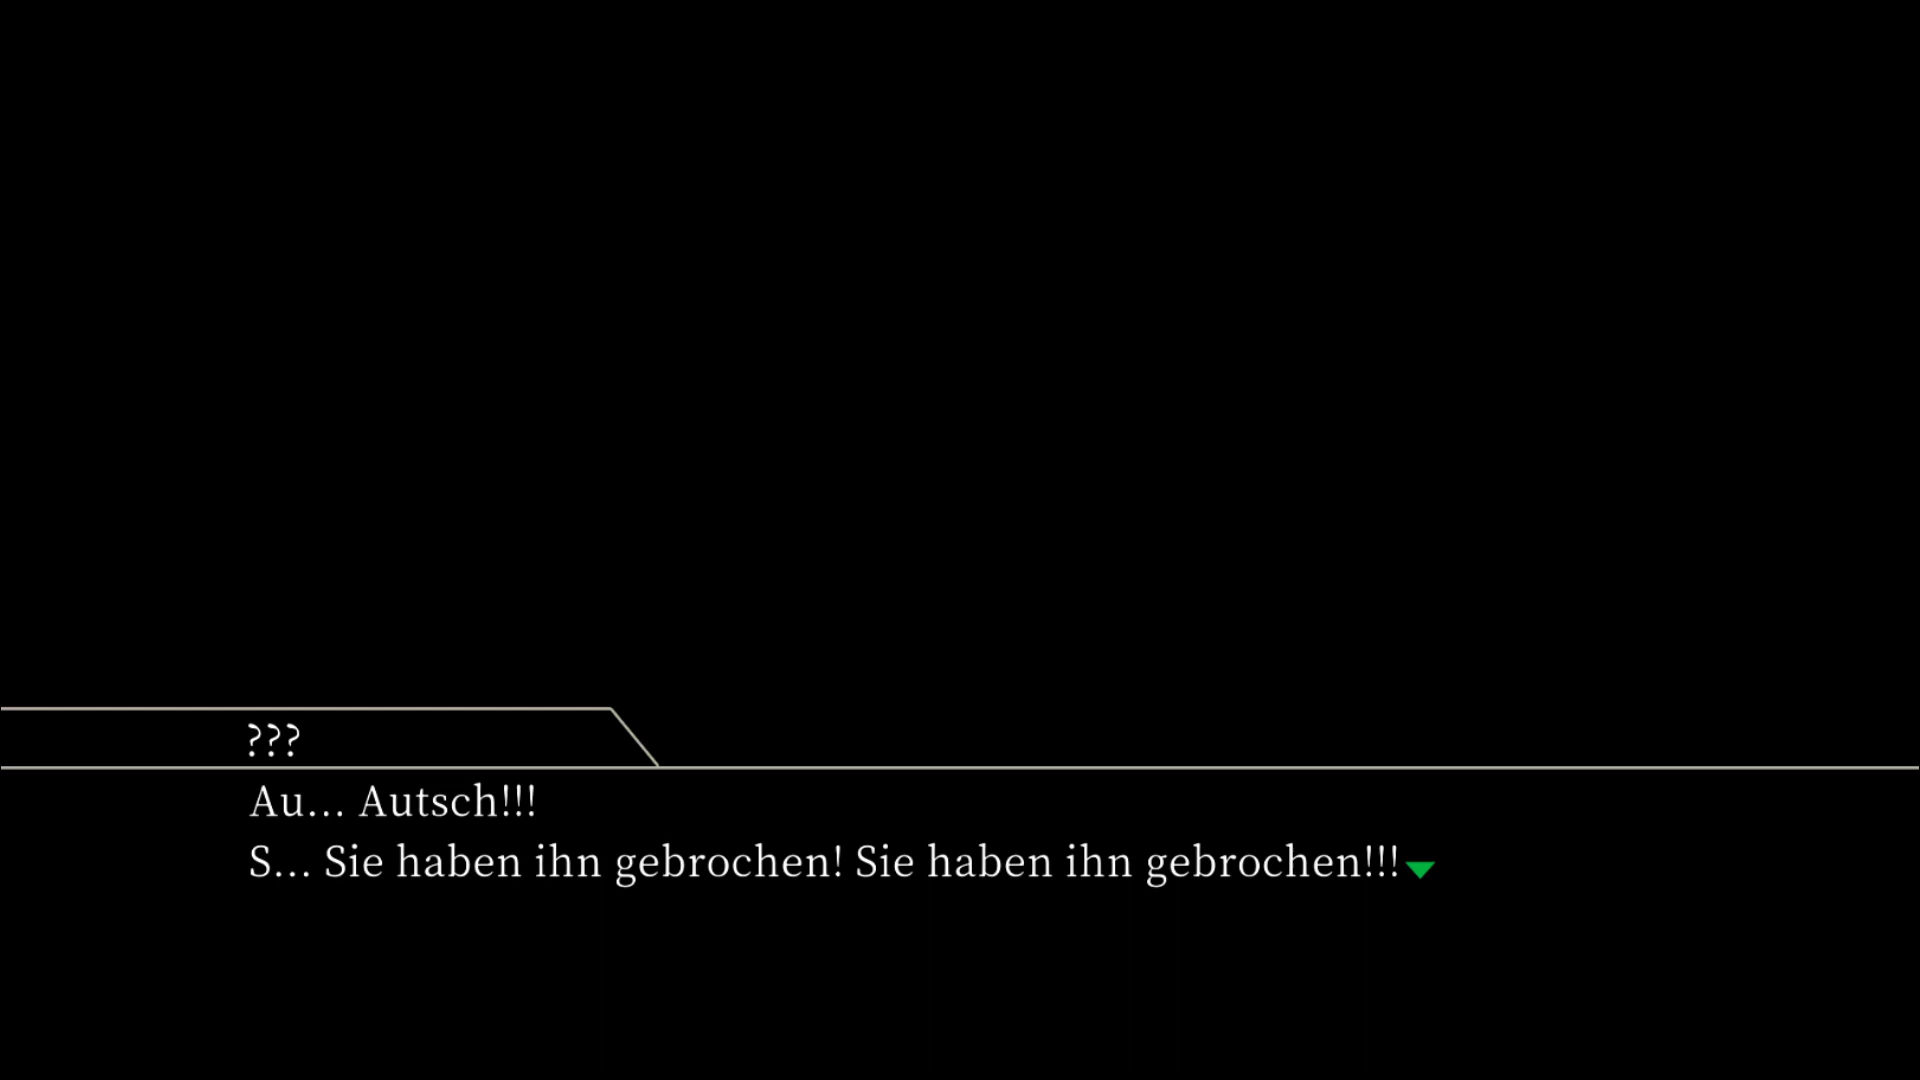 ???
Au... Autsch!!!
S... Sie haben ihn gebrochen! Sie haben ihn gebrochen!!!